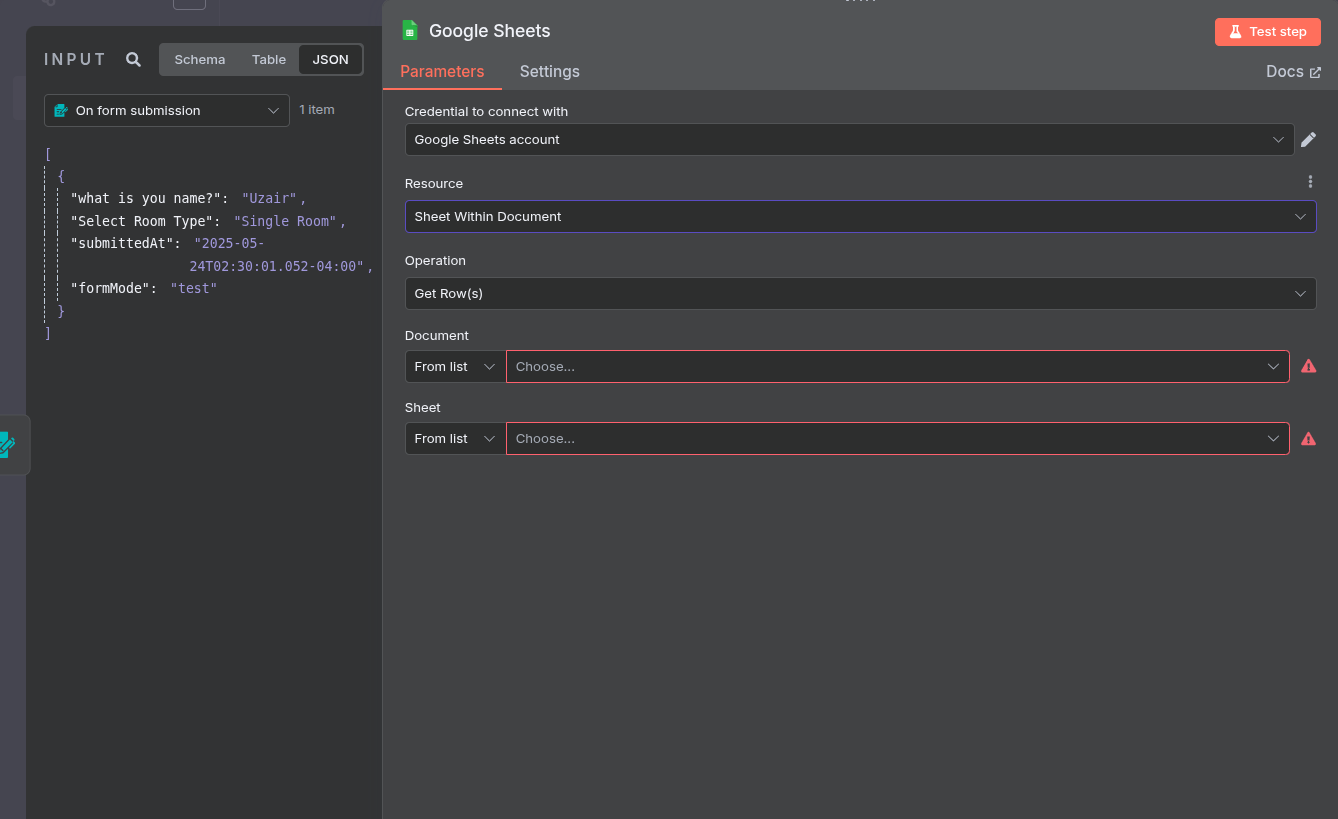 INPUT
Schema
Table
JSON
On form submission
1 item
[
{
"what is you name?": "Uzair",
"Select Room Type": "Single Room",
"submittedAt": "2025-05-
24T02:30:01.052-04:00",
"formMode": "test"
}
]
Google Sheets
Test step
Parameters
Settings
Docs
Credential to connect with
Google Sheets account
Resource
Sheet Within Document
Operation
Get Row(s)
Document
From list
Choose...
Sheet
From list
Choose...